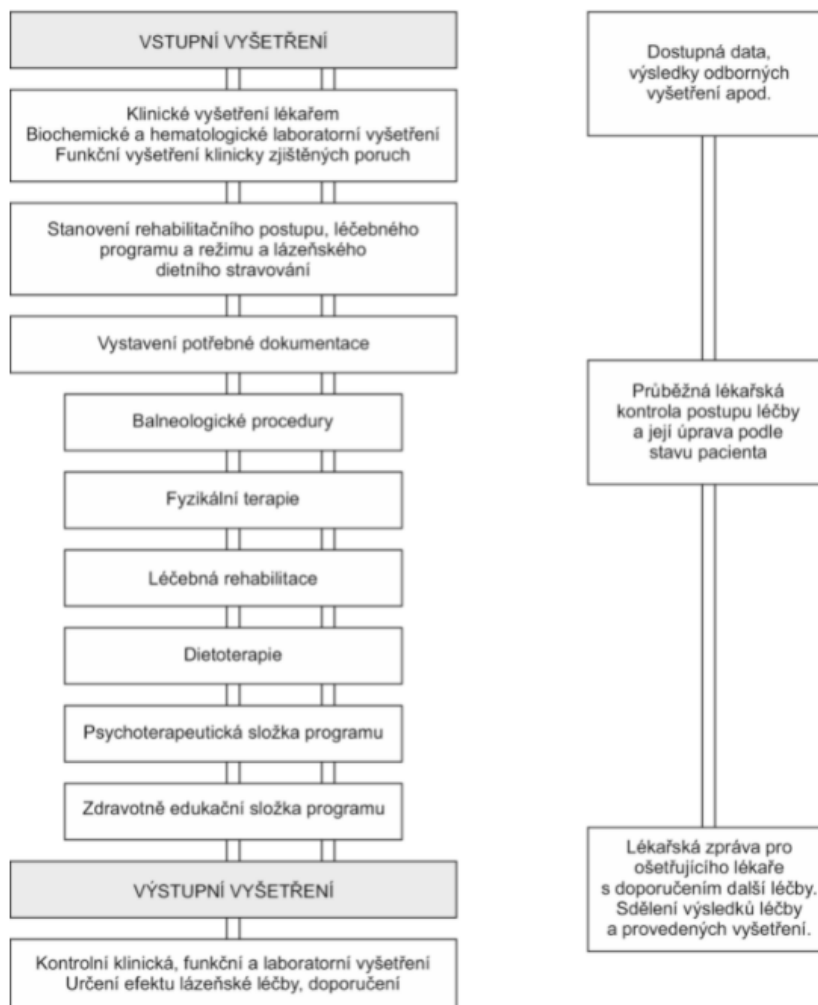 VSTUPNÍ VYŠETŘENÍ
Klinické vyšetření lékařem
Biochemické a hematologické laboratorní vyšetření
Funkční vyšetření klinicky zjištěných poruch
Stanovení rehabilitačního postupu, léčebného
programu a režimu a lázeňského
dietního stravování
Vystavení potřebné dokumentace
Balneologické procedury
Fyzikální terapie
Léčebná rehabilitace
Dietoterapie
Psychoterapeutická složka programu
Zdravotně edukační složka programu
VÝSTUPNÍ VYŠETŘENÍ
Kontrolní klinická, funkční a laboratorní vyšetření
Určení efektu lázeňské léčby, doporučení
Dostupná data,
výsledky odborných
vyšetření apod.
Průběžná lékařská
kontrola postupu léčby
a její úprava podle
stavu pacienta
Lékařská zpráva pro
ošetřujícího lékaře
s doporučením další léčby.
Sdělení výsledků léčby
a provedených vyšetření.